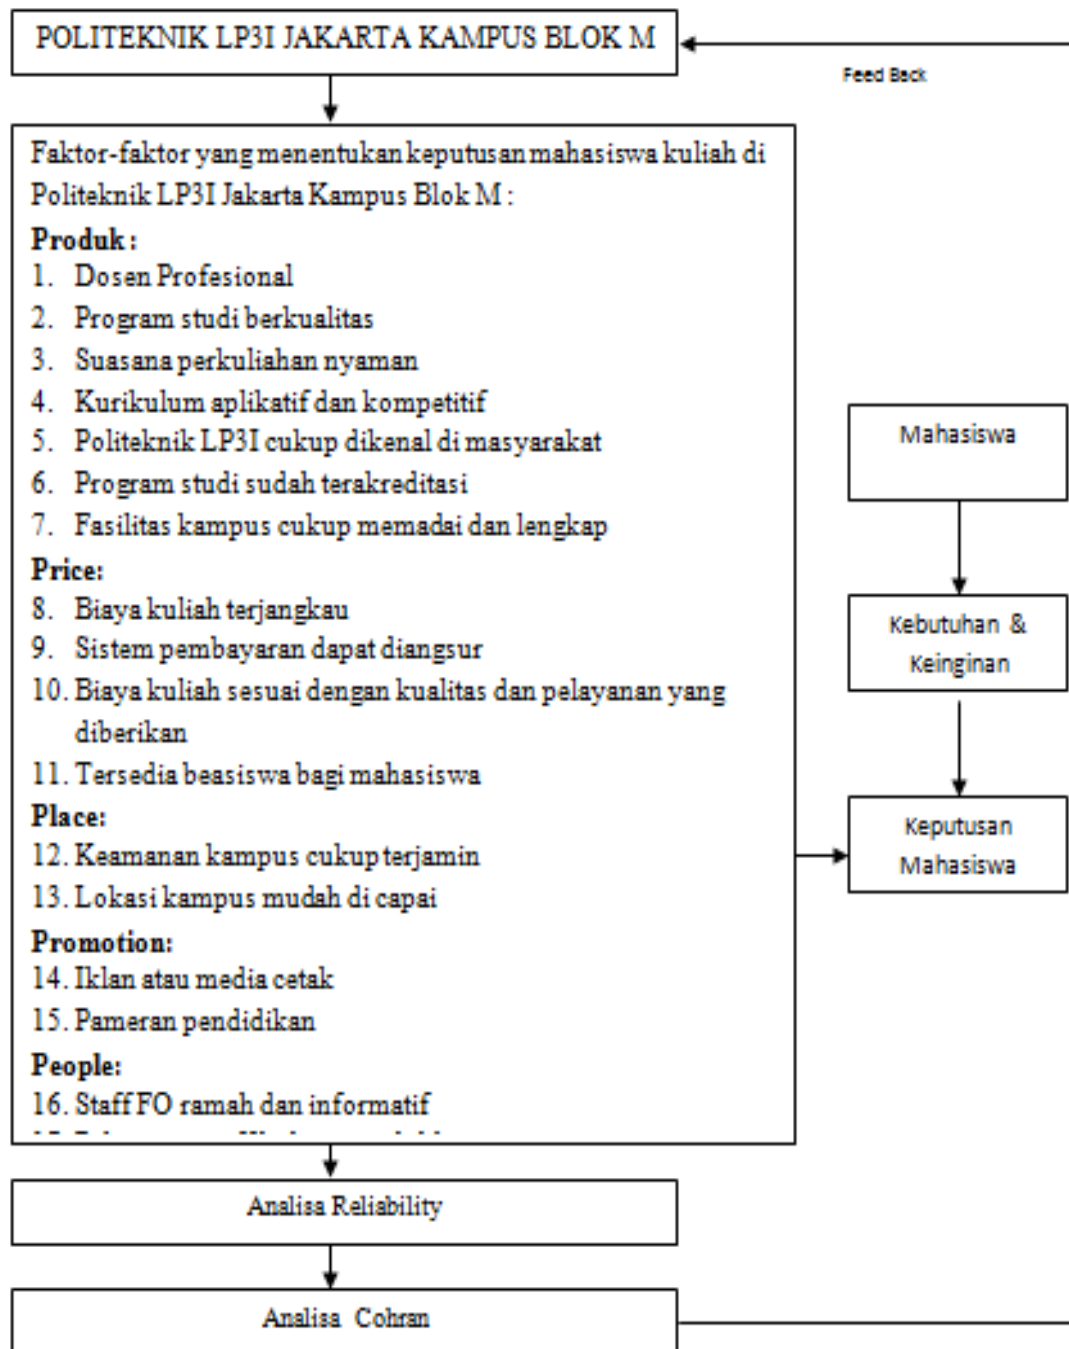 POLITEKNIK LP3I JAKARTA KAMPUS BLOK M
Feed Back
Faktor-faktor yang menentukan keputusan mahasiswa kuliah di
Politeknik LP3I Jakarta Kampus Blok M :
Produk :
1. Dosen Profesional
2. Program studi berkualitas
3. Suasana perkuliahan nyaman
4. Kurikulum aplikatif dan kompetitif
5. Politeknik LP3I cukup dikenal di masyarakat
6. Program studi sudah terakreditasi
7. Fasilitas kampus cukup memadai dan lengkap
Price:
8. Biaya kuliah terjangkau
9. Sistem pembayaran dapat diangsur
10. Biaya kuliah sesuai dengan kualitas dan pelayanan yang
diberikan
11. Tersedia beasiswa bagi mahasiswa
Place:
12. Keamanan kampus cukup terjamin
13. Lokasi kampus mudah di capai
Promotion:
14. Iklan atau media cetak
15. Pameran pendidikan
People:
16. Staff FO ramah dan informatif
Mahasiswa
Kebutuhan &
Keinginan
Keputusan
Mahasiswa
Analisa Reliability
Analisa Cohran